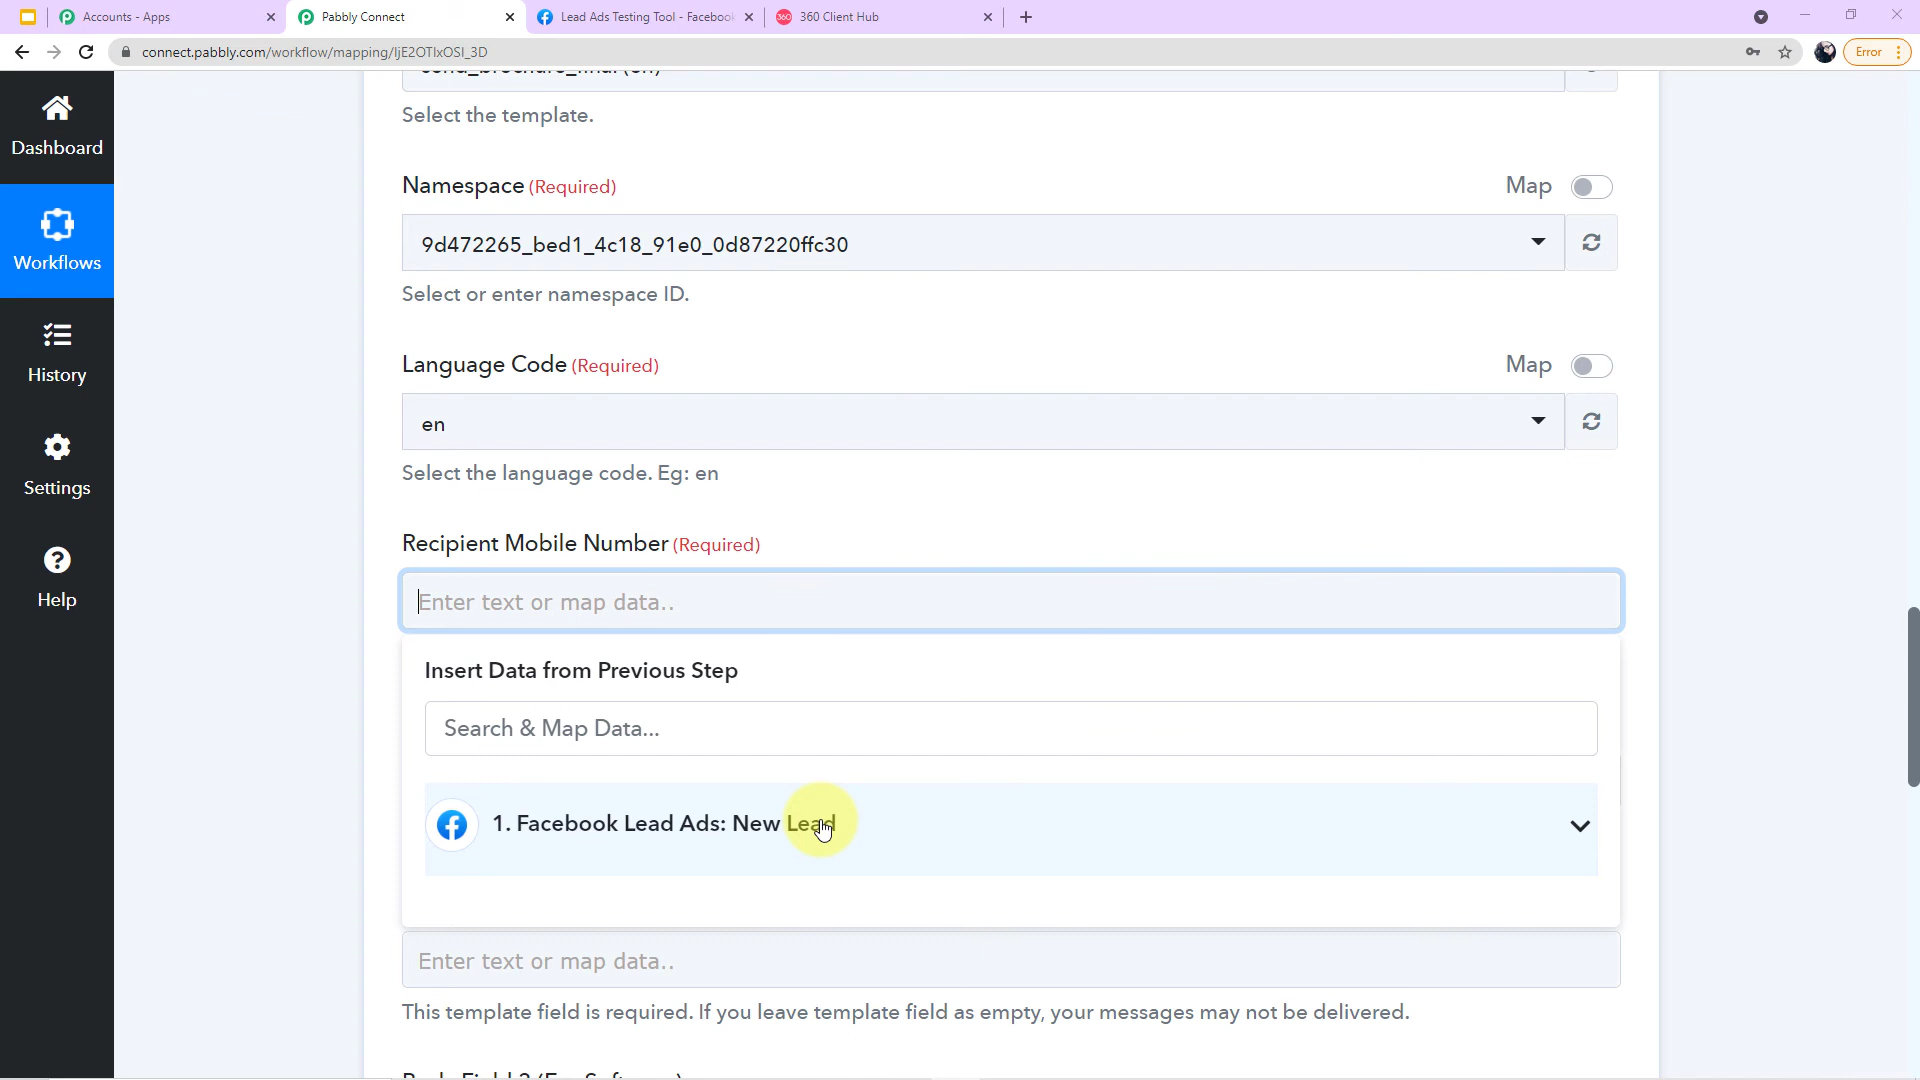 Accounts - Apps
Pabbly Connect
Lead Ads Testing Tool - Facebook
360 Client Hub
connect.pabbly.com/workflow/mapping/IjE2OTIxOSI_3D
Error
Dashboard
Workflows
History
Settings
Help
Select the template.
Namespace (Required)
Map
9d472265_bed1_4c18_91e0_0d87220ffc30
Select or enter namespace ID.
Language Code (Required)
Map
en
Select the language code. Eg: en
Recipient Mobile Number (Required)
Enter text or map data..
Insert Data from Previous Step
Search & Map Data...
1. Facebook Lead Ads: New Lead
Enter text or map data..
This template field is required. If you leave template field as empty, your messages may not be delivered.